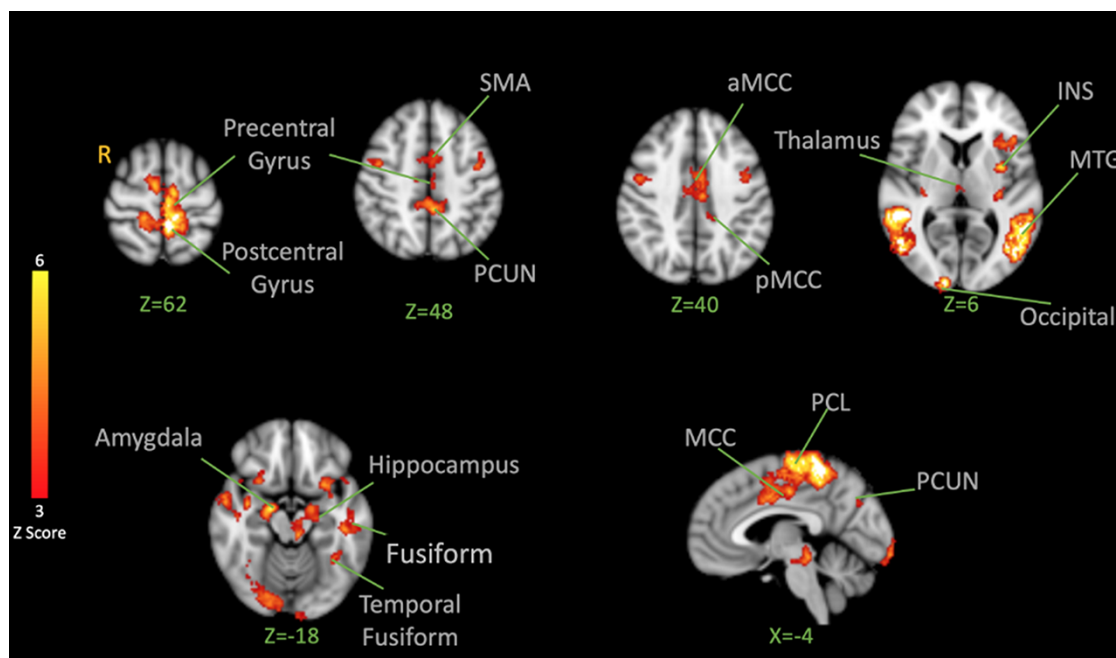 SMA
aMCC
INS
Precentral
Gyrus
Thalamus
MTG
R
Postcentral
Gyrus
PCUN
pMCC
Occipital
Z=62
Z=48
Z=40
Z=6
6
3
Z Score
Amygdala
Hippocampus
Fusiform
Temporal
Fusiform
Z=-18
PCL
MCC
PCUN
X=-4